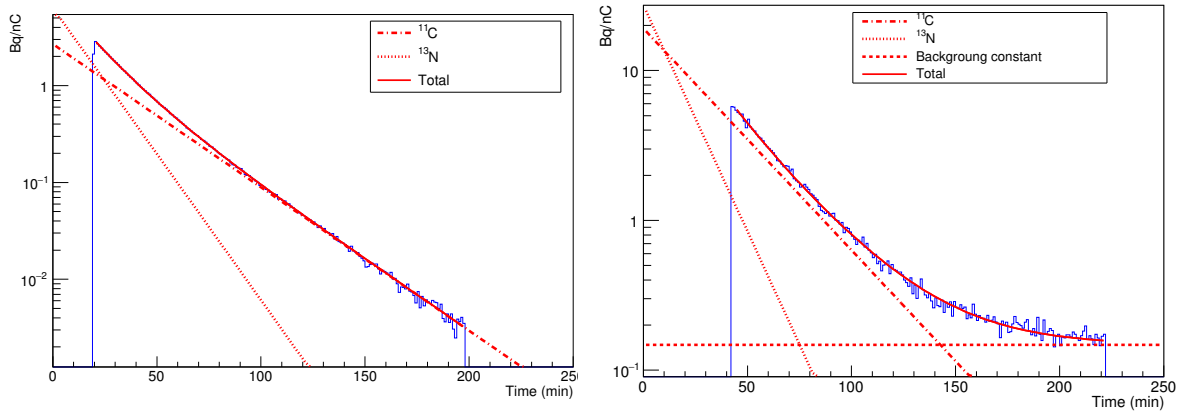 Bq/nC
¹¹C
¹³N
Total
1
10⁻¹
10⁻²
0 50 100 150 200 25
Time (min)
Bq/nC
¹¹C
¹³N
Backgroung constant
Total
10
1
10⁻¹
0 50 100 150 200 250
Time (min)